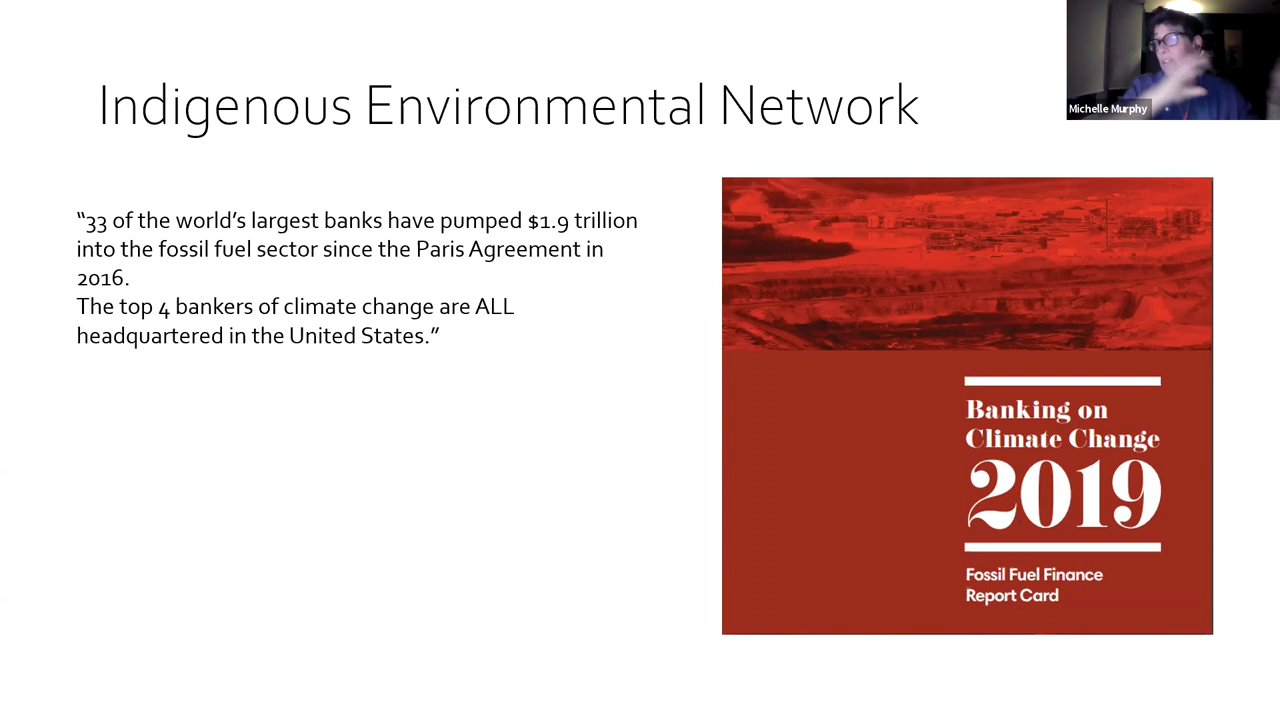 Indigenous Environmental Network
Michelle Murphy
“33 of the world’s largest banks have pumped $1.9 trillion
into the fossil fuel sector since the Paris Agreement in
2016.
The top 4 bankers of climate change are ALL
headquartered in the United States.”
Banking on
Climate Change
2019
Fossil Fuel Finance
Report Card